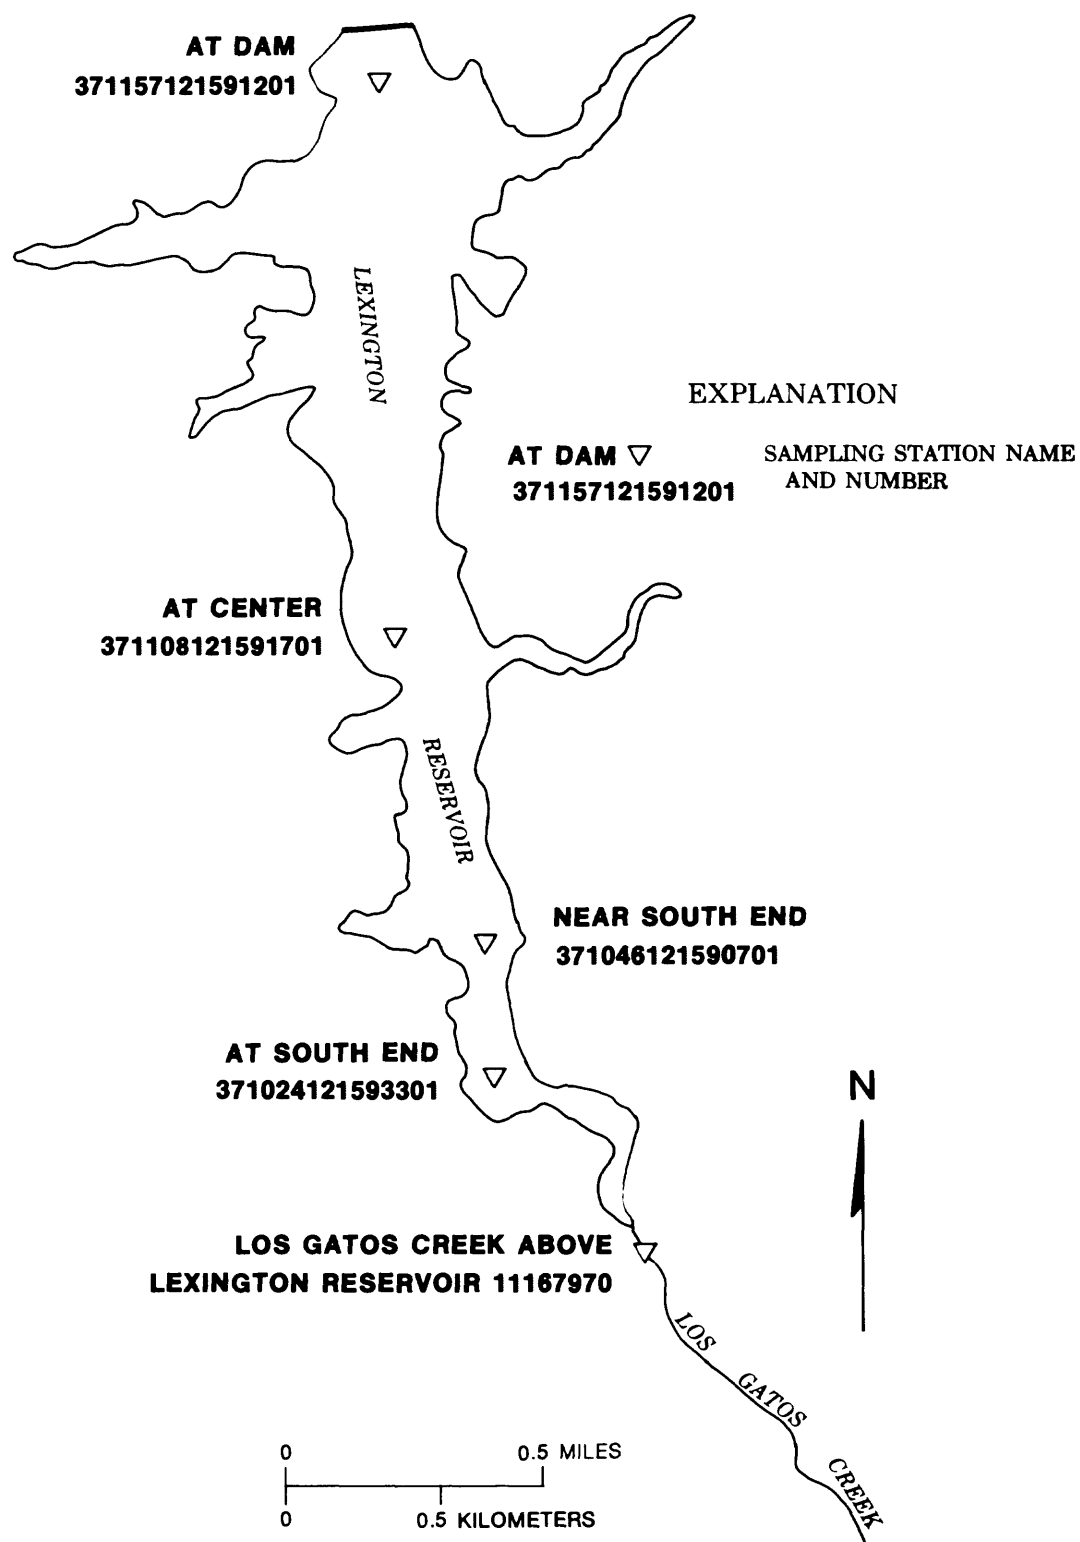 AT DAM
371157121591201
LEXINGTON
EXPLANATION
AT DAM
371157121591201
SAMPLING STATION NAME
AND NUMBER
AT CENTER
371108121591701
RESERVOIR
NEAR SOUTH END
371046121590701
AT SOUTH END
371024121593301
N
LOS GATOS CREEK ABOVE
LEXINGTON RESERVOIR 11167970
LOS GATOS CREEK
0 0.5 MILES
0 0.5 KILOMETERS